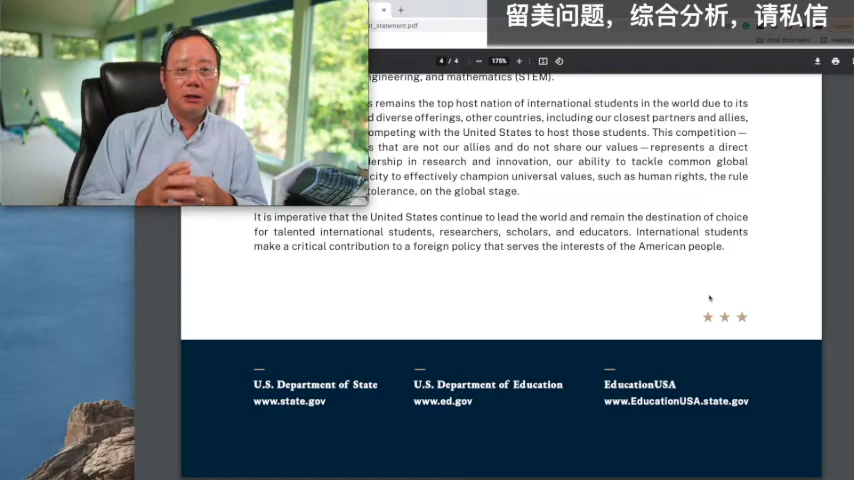 留美问题，综合分析，请私信
_statement.pdf
4 / 4
175%
ngineering, and mathematics (STEM).
s remains the top host nation of international students in the world due to its
d diverse offerings, other countries, including our closest partners and allies,
ompeting with the United States to host those students. This competition—
s that are not our allies and do not share our values—represents a direct
dership in research and innovation, our ability to tackle common global
city to effectively champion universal values, such as human rights, the rule
tolerance, on the global stage.
It is imperative that the United States continue to lead the world and remain the destination of choice
for talented international students, researchers, scholars, and educators. International students
make a critical contribution to a foreign policy that serves the interests of the American people.
U.S. Department of State
www.state.gov
U.S. Department of Education
www.ed.gov
EducationUSA
www.EducationUSA.state.gov